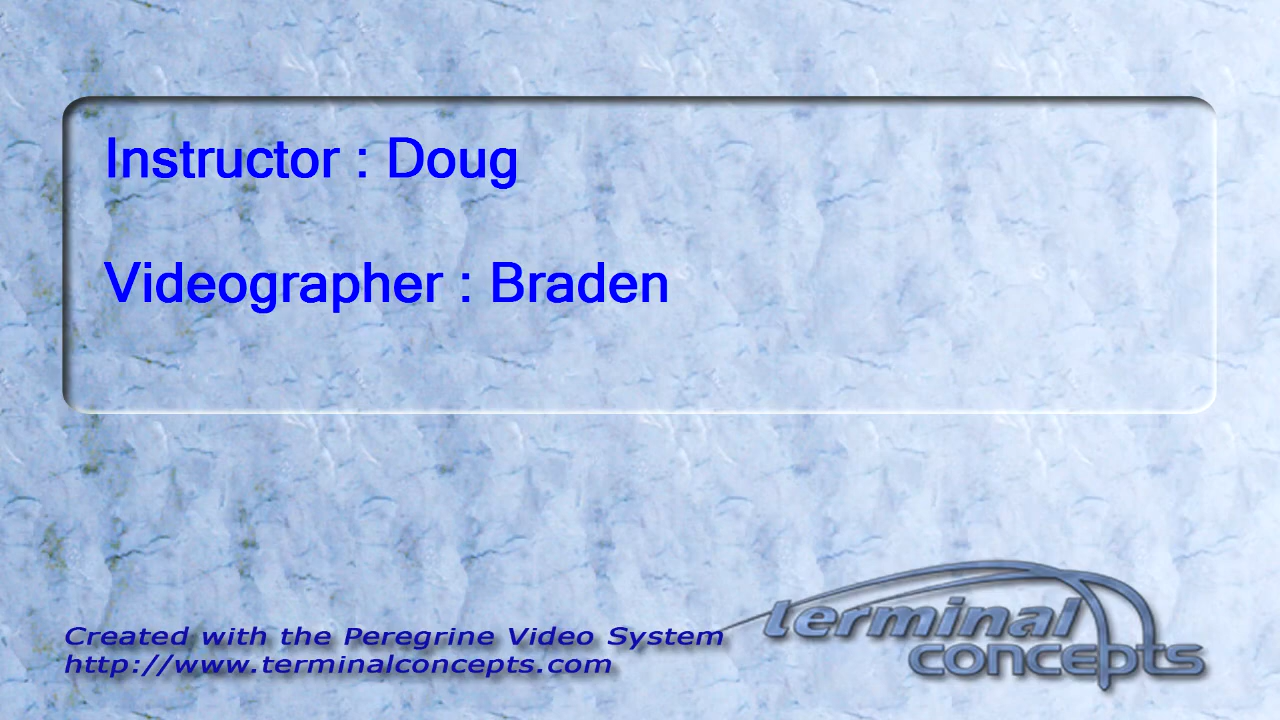 Instructor : Doug
Videographer : Braden
Created with the Peregrine Video System
http://www.terminalconcepts.com
terminal
concepts